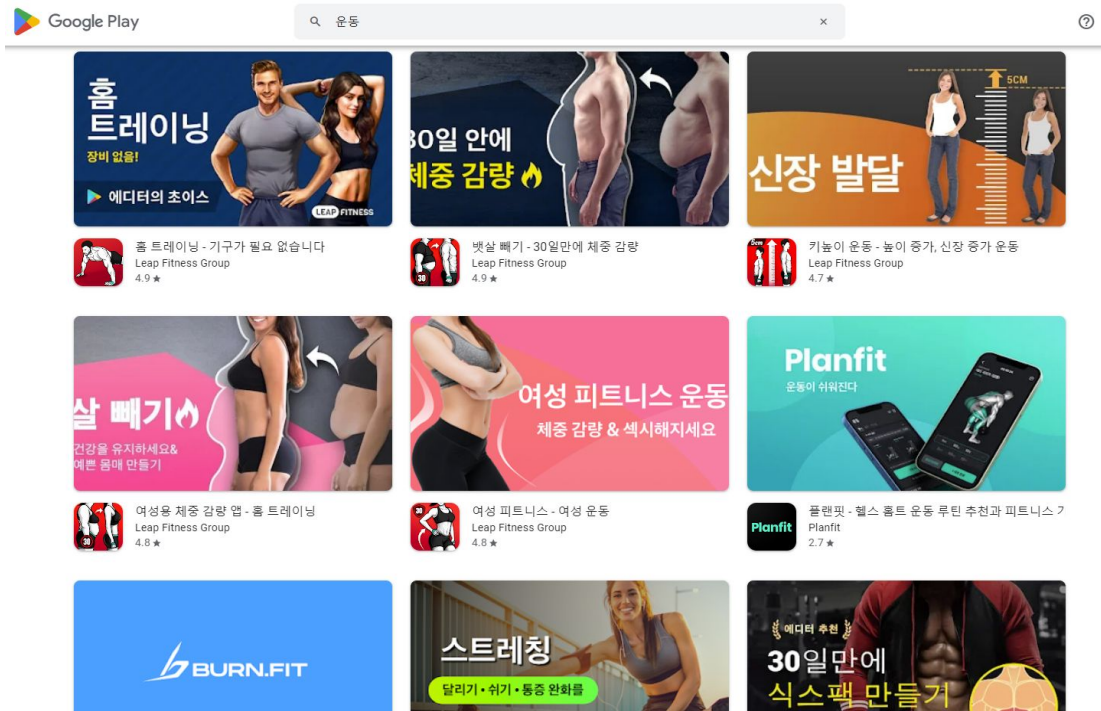 Google Play
운동
홈
트레이닝
장비 없음!
에디터의 초이스
LEAP FITNESS
30일 안에
체중 감량
5CM
신장 발달
홈 트레이닝 - 기구가 필요 없습니다
Leap Fitness Group
4.9
뱃살 빼기 - 30일만에 체중 감량
Leap Fitness Group
4.9
키높이 운동 - 높이 증가, 신장 증가 운동
Leap Fitness Group
4.7
살 빼기
건강을 유지하세요&
예쁜 몸매 만들기
여성 피트니스 운동
체중 감량 & 섹시해지세요
Planfit
운동이 쉬워진다
여성용 체중 감량 앱 - 홈 트레이닝
Leap Fitness Group
4.8
여성 피트니스 - 여성 운동
Leap Fitness Group
4.8
Planfit
플랜핏 - 헬스 홈트 운동 루틴 추천과 피트니스
Planfit
2.7
BURN.FIT
스트레칭
달리기 • 쉬기 • 통증 완화를
에디터 추천
30일만에
식스팩 만들기